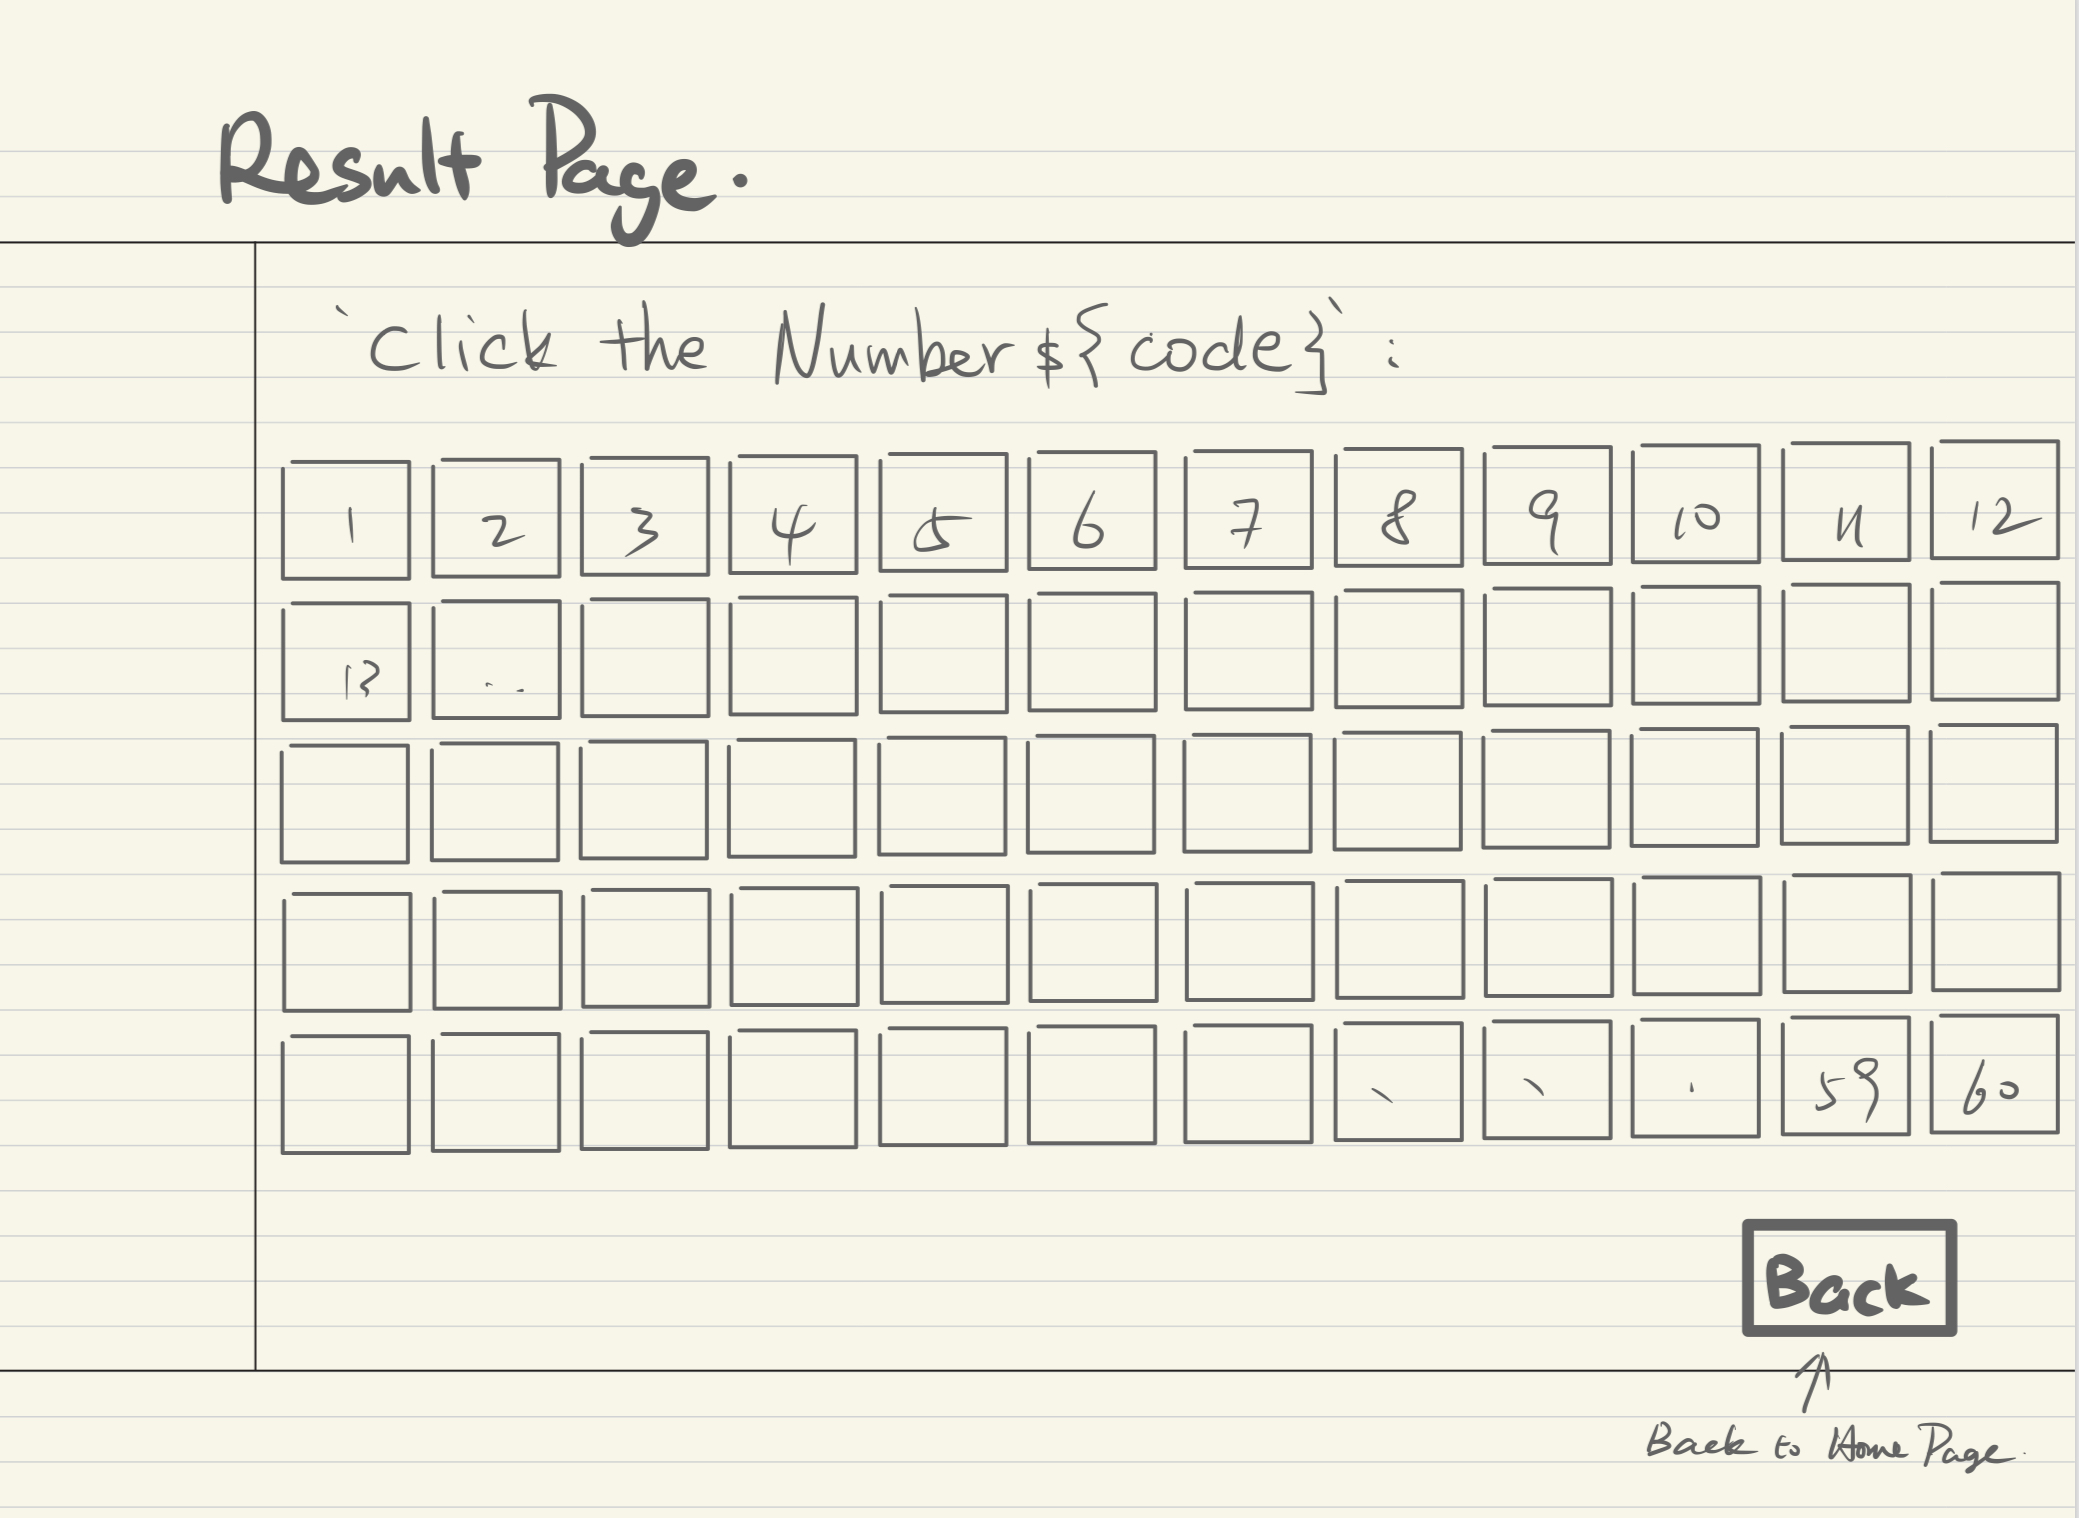 Result Page.
`Click the Number ${code}` :
1 2 3 4 5 6 7 8 9 10 11 12
13 ..
. . . 59 60
Back
Back to Home Page.